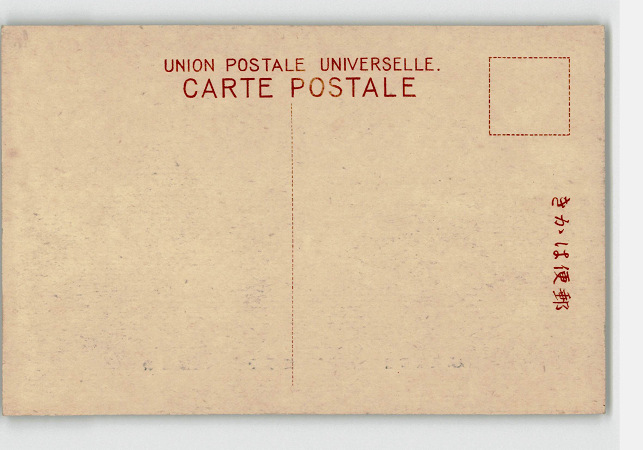 UNION POSTALE UNIVERSELLE.
CARTE POSTALE
きかは便郵